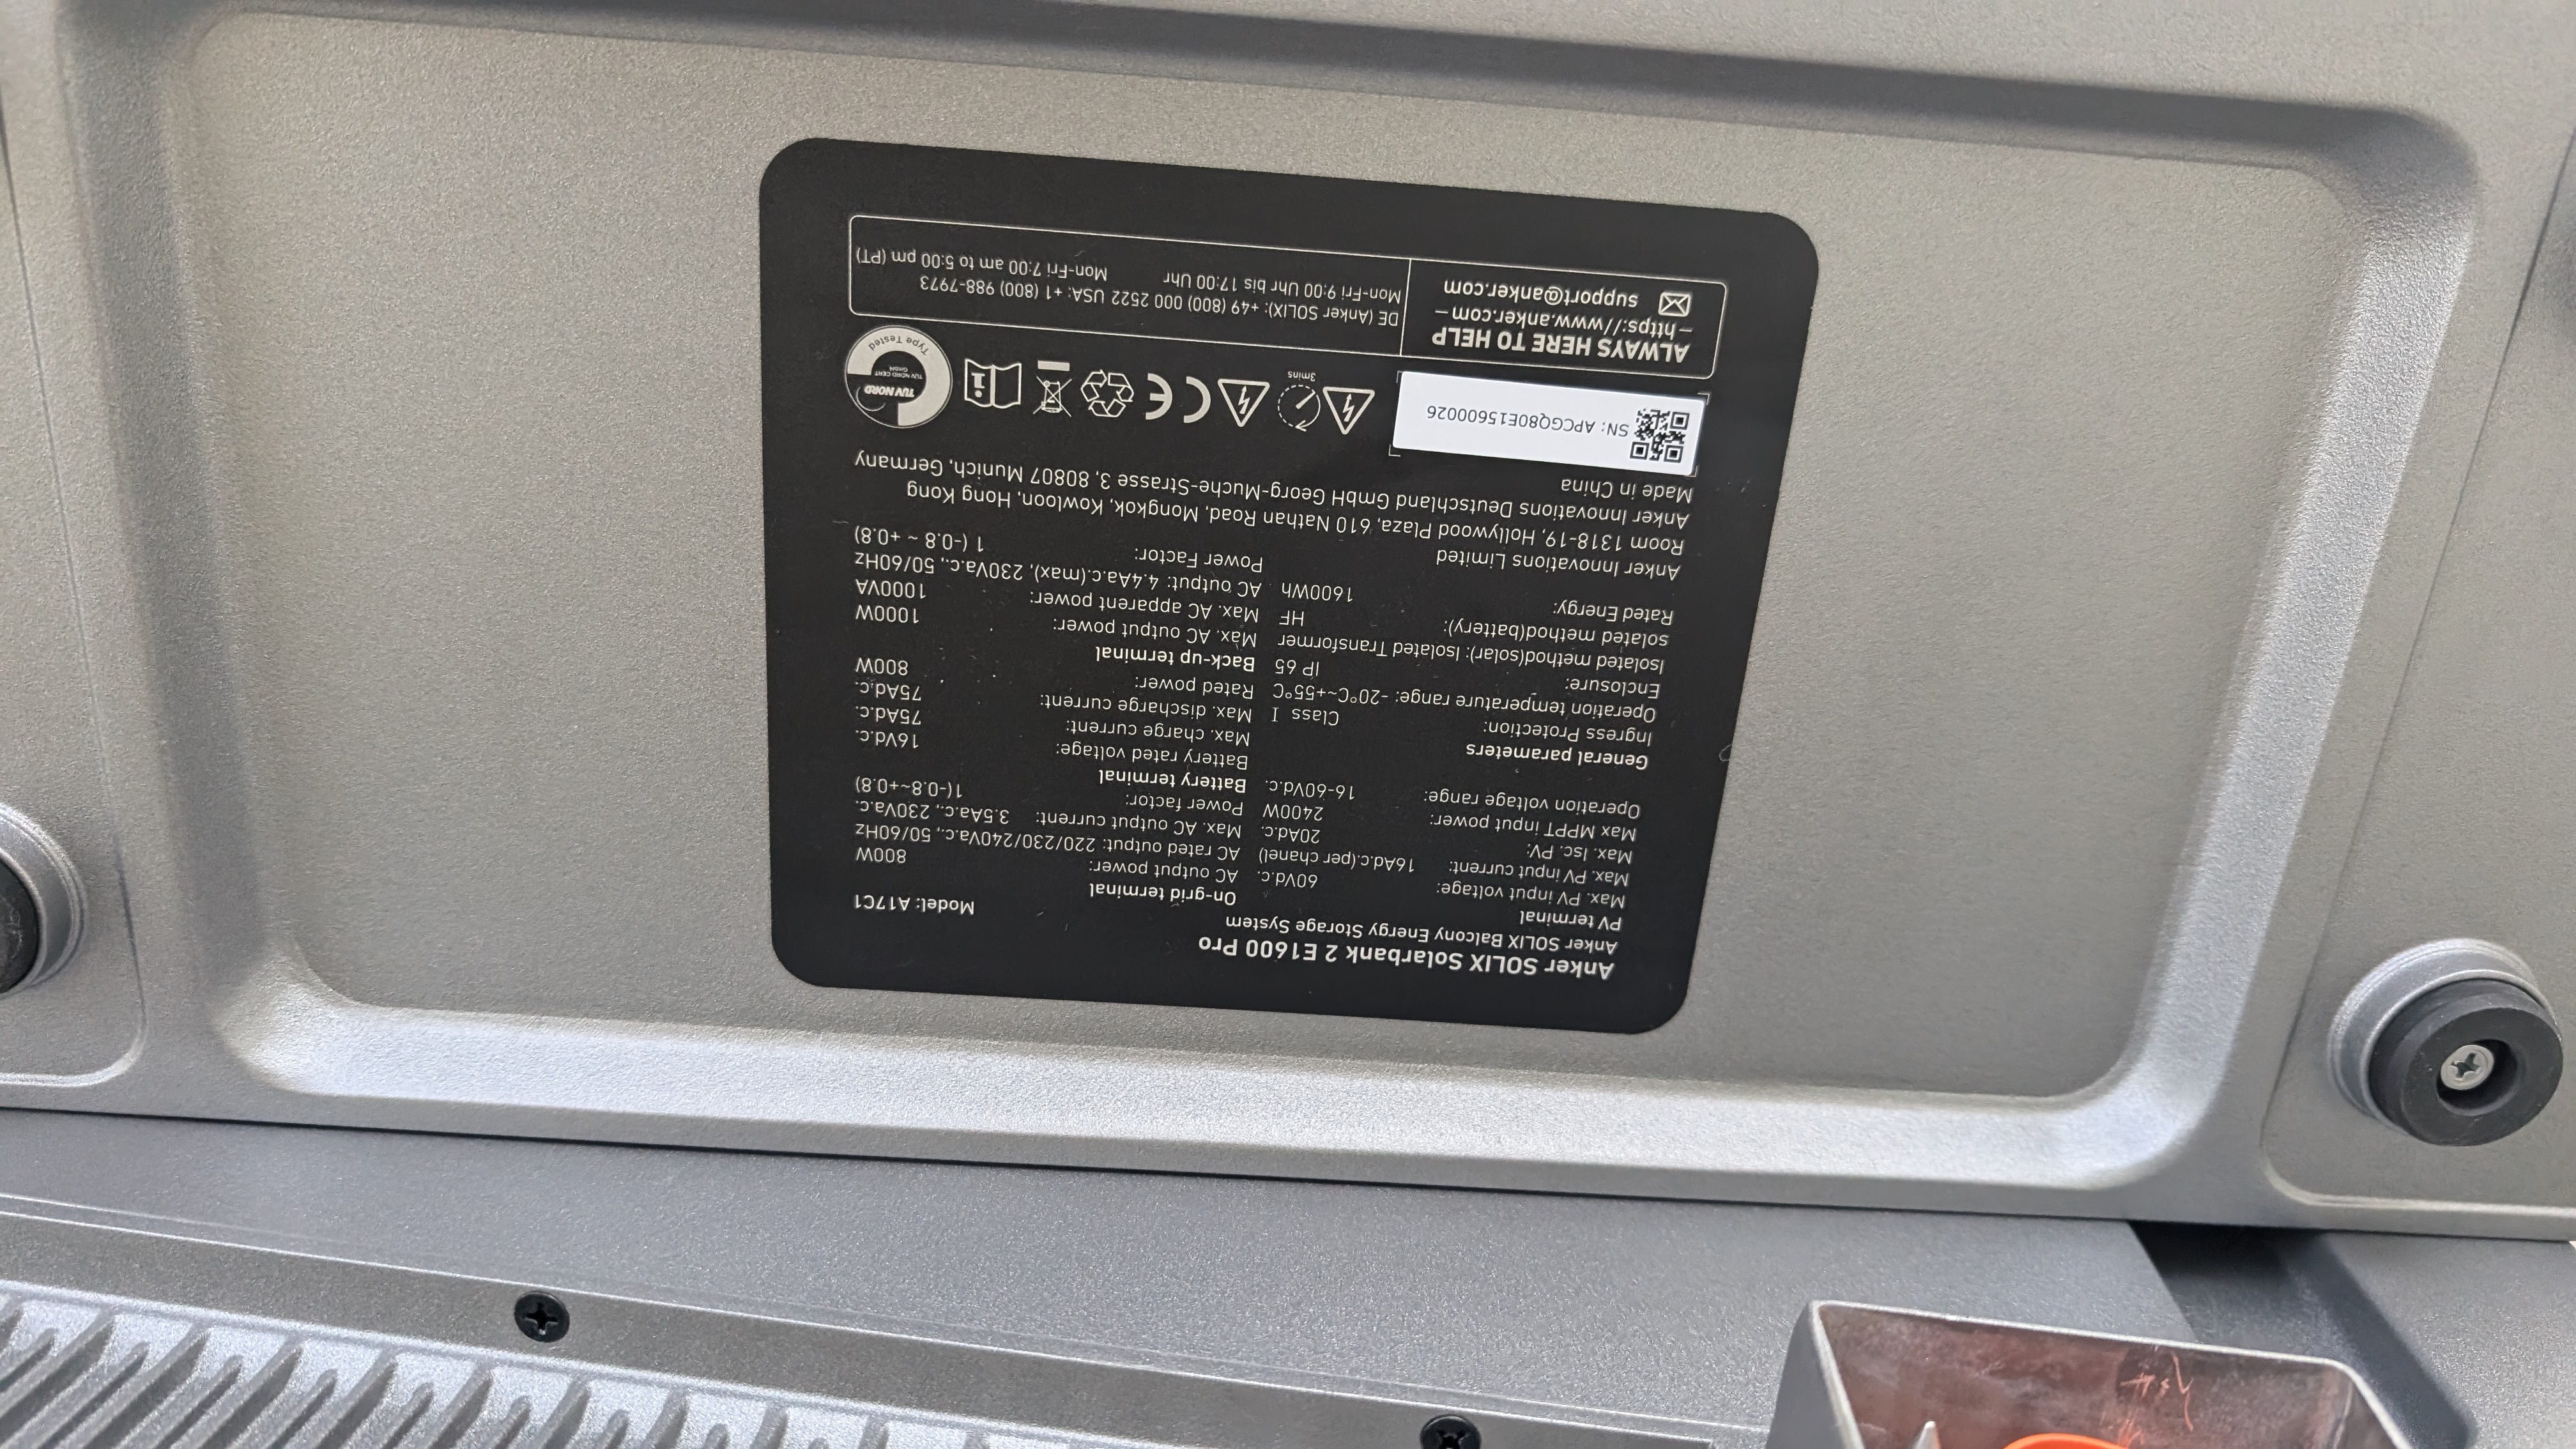 Anker SOLIX Solarbank 2 E1600 Pro
Anker SOLIX Balcony Energy Storage System
Model: A17C1
PV terminal
Max. PV input voltage: 60Vd.c.
Max. PV input current: 16Ad.c.(per chanel)
Max. Isc. PV: 20Ad.c.
Max MPPT input power: 2400W
Operation voltage range: 16-60Vd.c.
General parameters
Ingress Protection: Class I
Operation temperature range: -20°C~+55°C
Enclosure: IP 65
Isolated method(solar): Isolated Transformer
solated method(battery): HF
Rated Energy: 1600Wh
On-grid terminal
AC output power: 800W
AC rated output: 220/230/240Va.c., 50/60Hz
Max. AC output current: 3.5Aa.c., 230Va.c.
Power factor: 1(-0.8~+0.8)
Battery terminal
Battery rated voltage: 16Vd.c.
Max. charge current: 75Ad.c.
Max. discharge current: 75Ad.c.
Rated power: 800W
Back-up terminal
Max. AC output power: 1000W
Max. AC apparent power: 1000VA
AC output: 4.4Aa.c.(max), 230Va.c., 50/60Hz
Power Factor: 1 (-0.8 ~ +0.8)
Anker Innovations Limited
Room 1318-19, Hollywood Plaza, 610 Nathan Road, Mongkok, Kowloon, Hong Kong
Anker Innovations Deutschland GmbH Georg-Muche-Strasse 3, 80807 Munich, Germany
Made in China
SN: APCGQ80E15600026
3mins
CE
TÜV NORD
TÜV NORD CERT
GmbH
Type Tested
ALWAYS HERE TO HELP
—https://www.anker.com—
support@anker.com
DE (Anker SOLIX): +49 (800) 000 2522 USA: +1 (800) 988-7973
Mon-Fri 9:00 Uhr bis 17:00 Uhr Mon-Fri 7:00 am to 5:00 pm (PT)